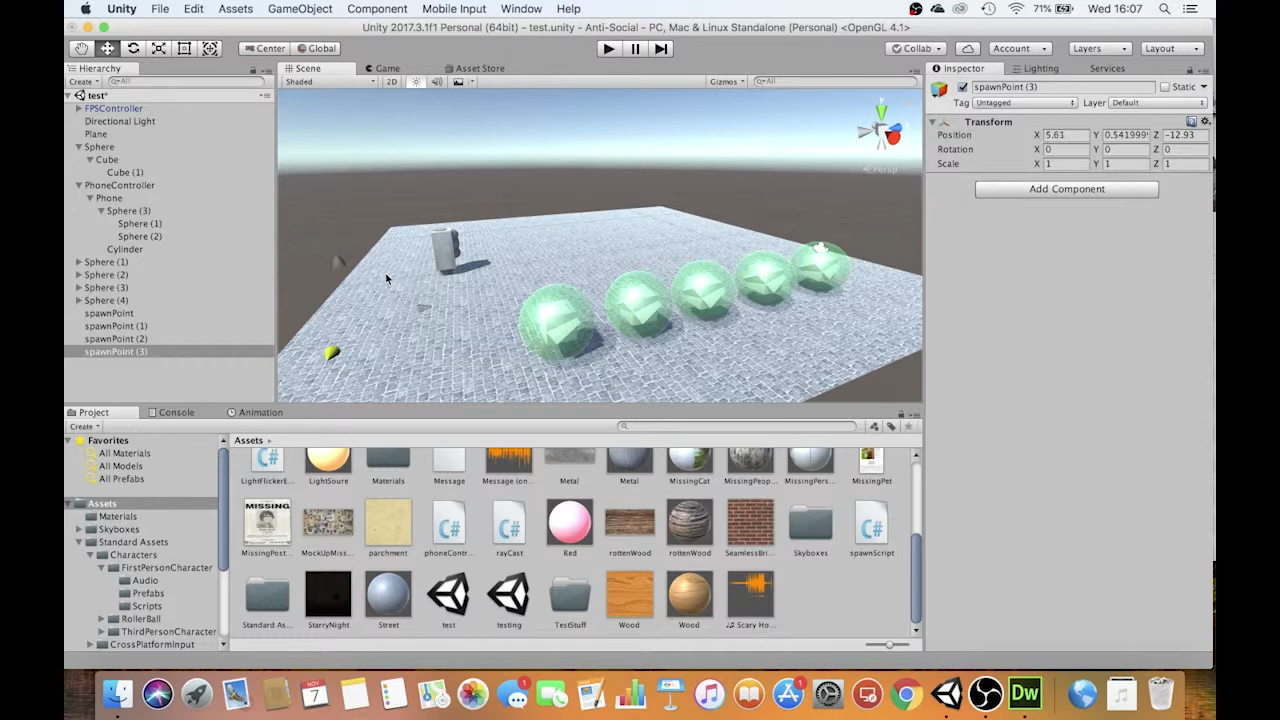 Unity File Edit Assets GameObject Component Mobile Input Window Help 71% Wed 16:07
Unity 2017.3.1f1 Personal (64bit) - test.unity - Anti-Social - PC, Mac & Linux Standalone (Personal) <OpenGL 4.1>
Center Global Collab Account Layers Layout
Hierarchy Scene Game Asset Store Inspector Lighting Services
Create All Shaded 2D Gizmos All spawnPoint (3) Static
test* Tag Untagged Layer Default
FPSController
Directional Light
Plane
Sphere
Cube
Cube (1)
PhoneController
Phone
Sphere (3)
Sphere (1)
Sphere (2)
Cylinder
Sphere (1)
Sphere (2)
Sphere (3)
Sphere (4)
spawnPoint
spawnPoint (1)
spawnPoint (2)
spawnPoint (3)
y
Persp
Transform
Position X 5.61 Y 0.541999 Z -12.93
Rotation X 0 Y 0 Z 0
Scale X 1 Y 1 Z 1
Add Component
Project Console Animation
Create
Favorites
All Materials
All Models
All Prefabs
Assets
Materials
Skyboxes
Standard Assets
Characters
FirstPersonCharacter
Audio
Prefabs
Scripts
RollerBall
ThirdPersonCharacter
CrossPlatformInput
Assets
C#
LightFlickerE... LightSoure Materials Message Message (on... Metal Metal MissingCat MissingPeop... MissingPers... MissingPet
MISSING C# C# C#
MissingPost... MockUpMiss... parchment phoneContr... rayCast Red rottenWood rottenWood SeamlessBri... Skyboxes spawnScript
Standard As... StarryNight Street test testing TestStuff Wood Wood Scary Ho...
NOV 7 1 1 Dw